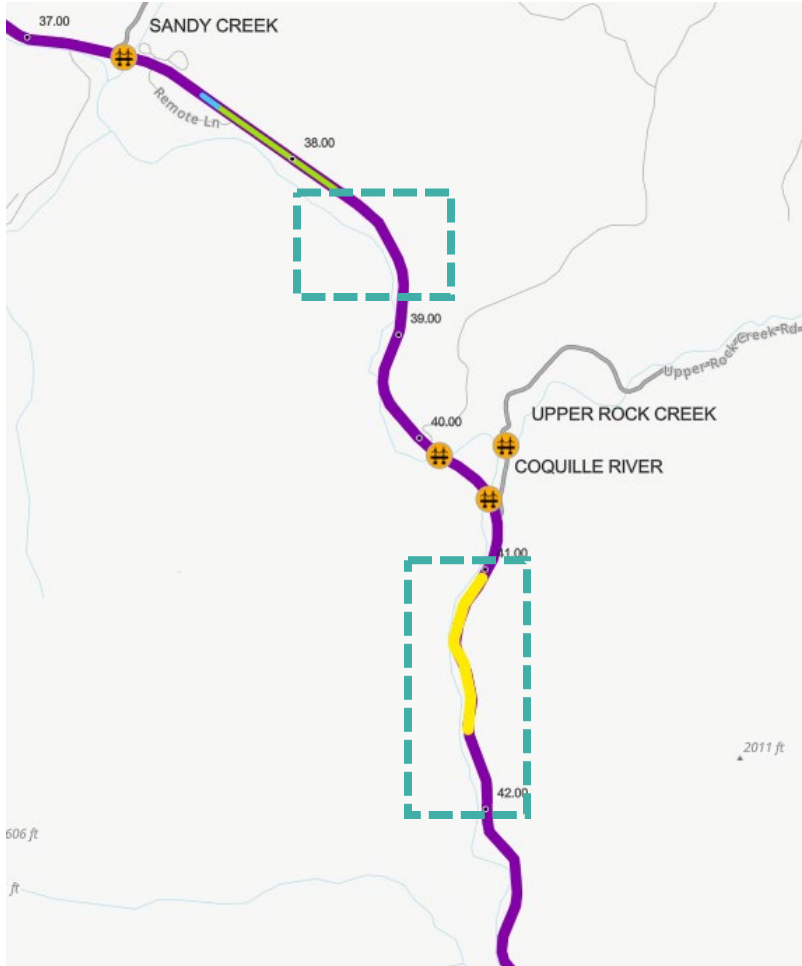 37.00
SANDY CREEK
Remote Ln
38.00
39.00
Upper Rock Creek Rd
40.00
UPPER ROCK CREEK
COQUILLE RIVER
41.00
2011 ft
42.00
606 ft
ft